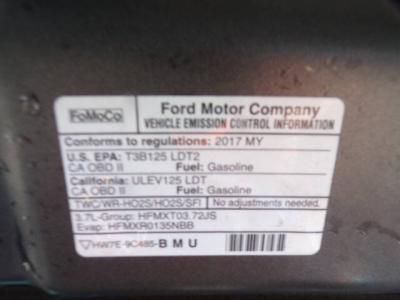 FoMoCo
Ford Motor Company
VEHICLE EMISSION CONTROL INFORMATION
Conforms to regulations: 2017 MY
U.S. EPA: T3B125 LDT2
CA OBD II Fuel: Gasoline
California: ULEV125 LDT
CA OBD II Fuel: Gasoline
TWC/WR-HO2S/HO2S/SFI No adjustments needed.
3.7L-Group: HFMXT03.72JS
Evap: HFMXR0135NBB
HW7E-9C485-BMU